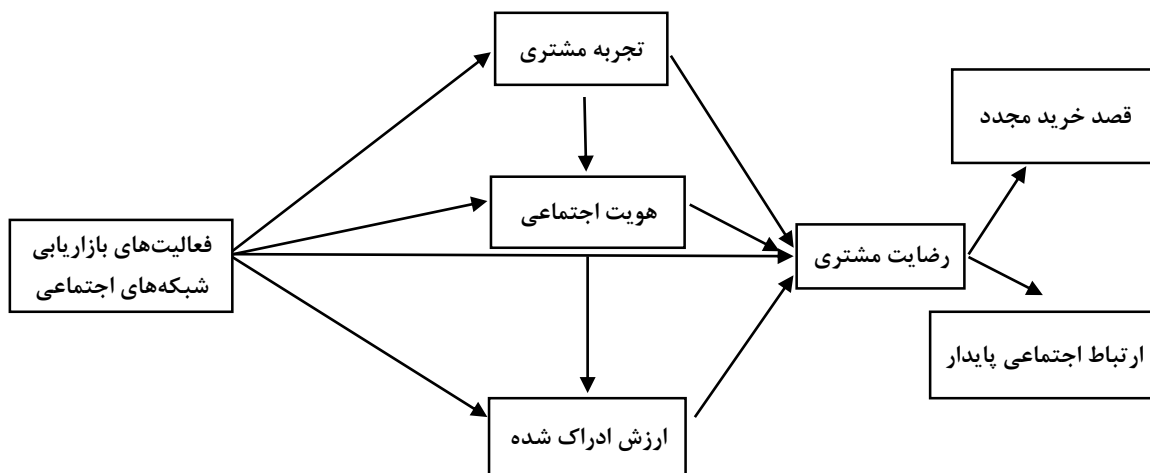 تجربه مشتری
قصد خرید مجدد
هویت اجتماعی
فعالیت‌های بازاریابی
شبکه‌های اجتماعی
رضایت مشتری
ارتباط اجتماعی پایدار
ارزش ادراک شده